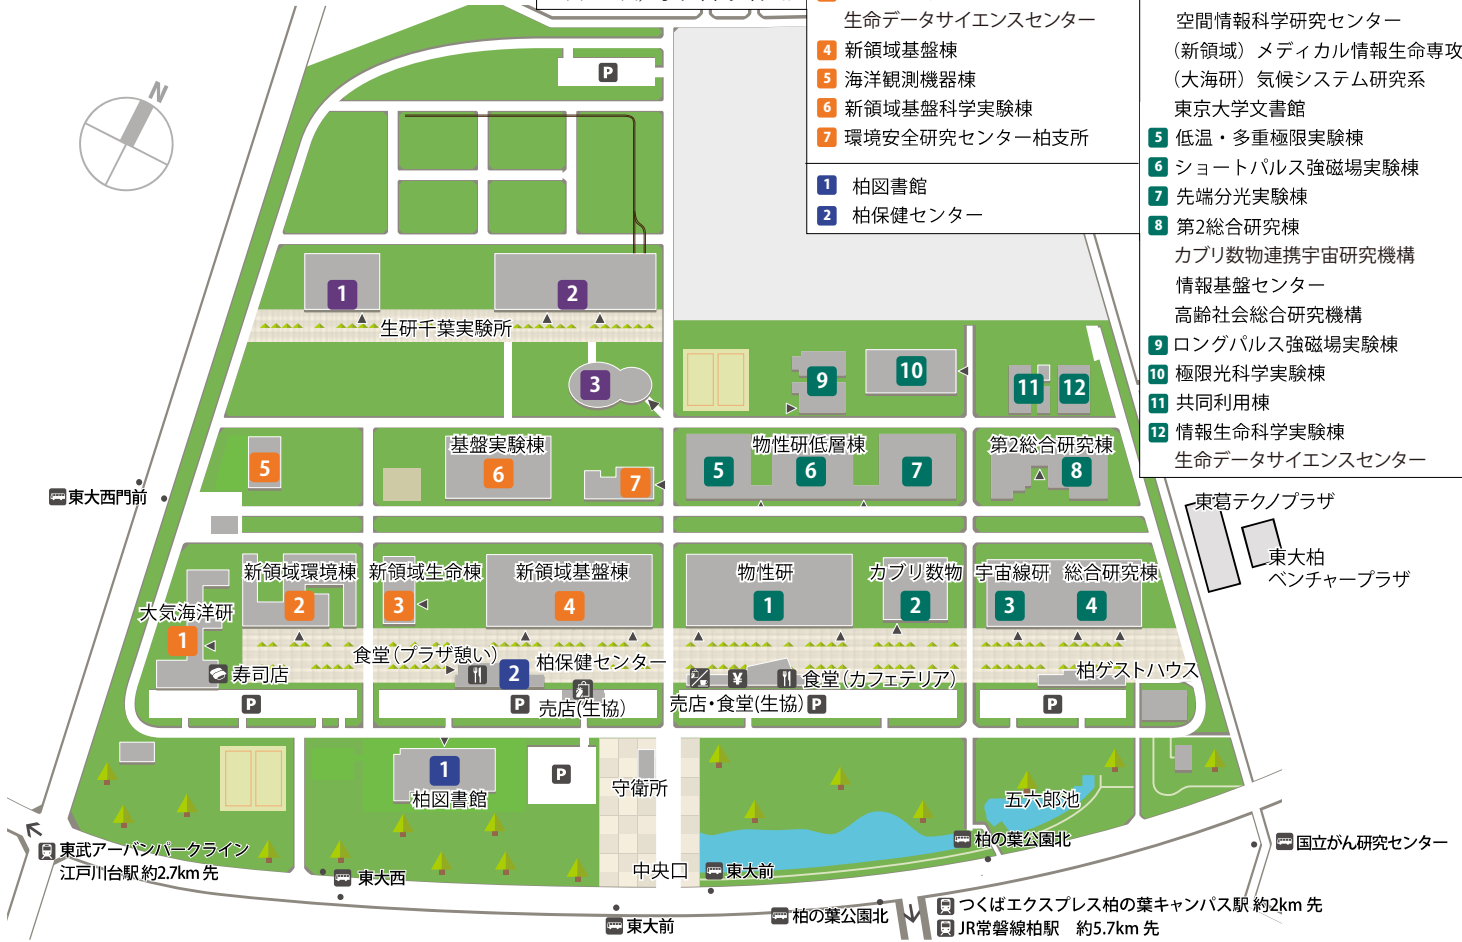 生命データサイエンスセンター
4 新領域基盤棟
5 海洋観測機器棟
6 新領域基盤科学実験棟
7 環境安全研究センター柏支所
1 柏図書館
2 柏保健センター
空間情報科学研究センター
（新領域）メディカル情報生命専攻
（大海研）気候システム研究系
東京大学文書館
5 低温・多重極限実験棟
6 ショートパルス強磁場実験棟
7 先端分光実験棟
8 第2総合研究棟
カブリ数物連携宇宙研究機構
情報基盤センター
高齢社会総合研究機構
9 ロングパルス強磁場実験棟
10 極限光科学実験棟
11 共同利用棟
12 情報生命科学実験棟
生命データサイエンスセンター
N
P
1
2
生研千葉実験所
3
9
10
11
12
基盤実験棟
物性研低層棟
第2総合研究棟
5
6
7
5
6
7
8
東大西門前
東葛テクノプラザ
東大柏
ベンチャープラザ
新領域環境棟
新領域生命棟
新領域基盤棟
物性研
カブリ数物
宇宙線研
総合研究棟
大気海洋研
1
2
3
4
1
2
3
4
寿司店
食堂（プラザ憩い）
2
柏保健センター
売店(生協）
¥
食堂（カフェテリア）
売店・食堂(生協）
柏ゲストハウス
P
P
P
P
1
柏図書館
P
守衛所
五六郎池
中央口
東大前
柏の葉公園北
国立がん研究センター
東武アーバンパークライン
江戸川台駅 約2.7km 先
東大西
東大前
柏の葉公園北
つくばエクスプレス柏の葉キャンパス駅 約2km 先
JR常磐線柏駅　約5.7km 先